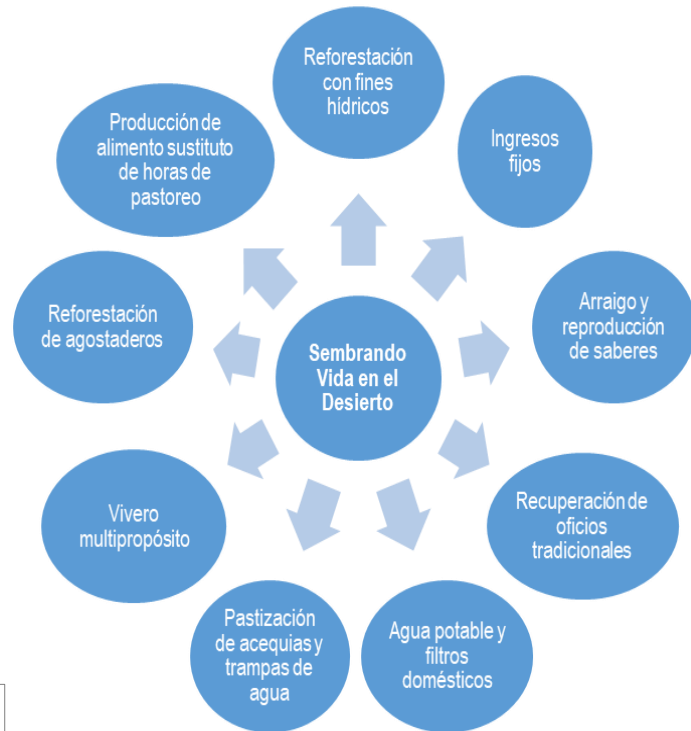 Reforestación
con fines
hídricos
Ingresos
fijos
Arraigo y
reproducción
de saberes
Recuperación de
oficios
tradicionales
Agua potable y
filtros
domésticos
Pastización
de acequias y
trampas de
agua
Vivero
multipropósito
Reforestación
de agostaderos
Producción de
alimento sustituto
de horas de
pastoreo
Sembrando
Vida en el
Desierto